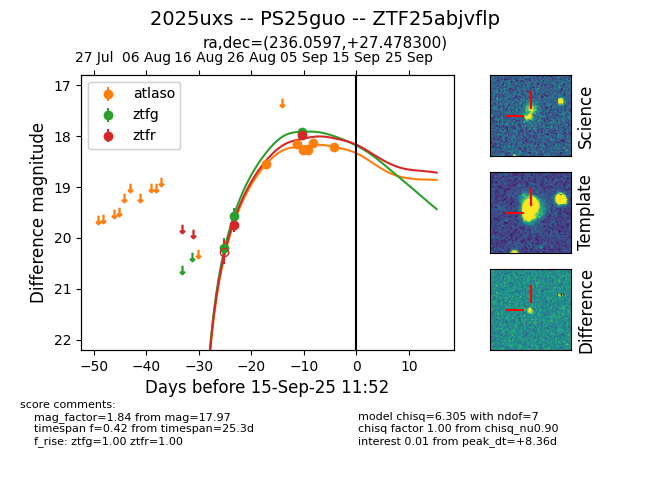 2025uxs -- PS25guo -- ZTF25abjvflp
ra,dec=(236.0597,+27.478300)
27 Jul 06 Aug 16 Aug 26 Aug 05 Sep 15 Sep 25 Sep
17
18
19
20
21
22
Difference magnitude
atlaso
ztfg
ztfr
−50 −40 −30 −20 −10 0 10
Days before 15-Sep-25 11:52
Science
Template
Difference
score comments:
mag_factor=1.84 from mag=17.97
timespan f=0.42 from timespan=25.3d
f_rise: ztfg=1.00 ztfr=1.00
model chisq=6.305 with ndof=7
chisq factor 1.00 from chisq_nu0.90
interest 0.01 from peak_dt=+8.36d